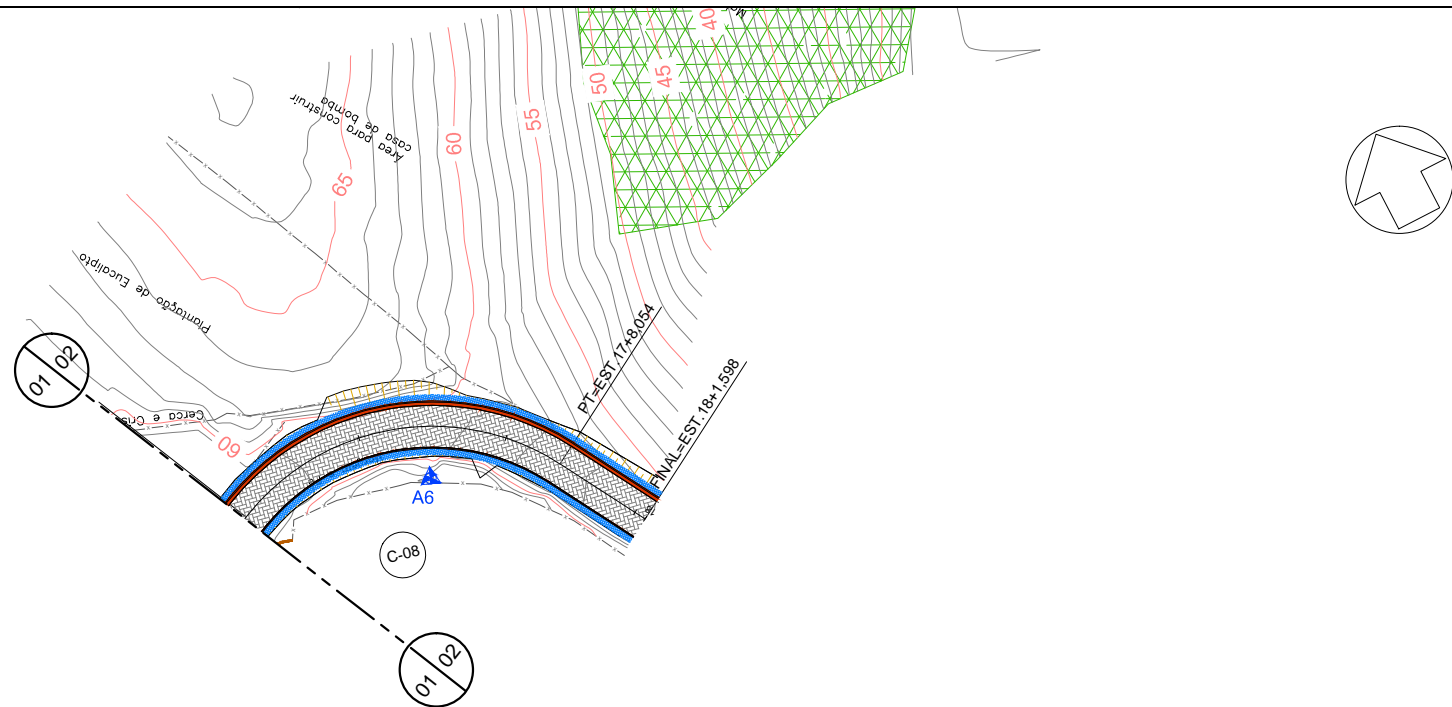 40
45
50
55
60
65
Área para construir
casa de bomba
Plantação de Eucalipto
Cerca e Cris
60
PT=EST.17+8,054
FINAL=EST.18+1,598
A6
C-08
01 02
01 02